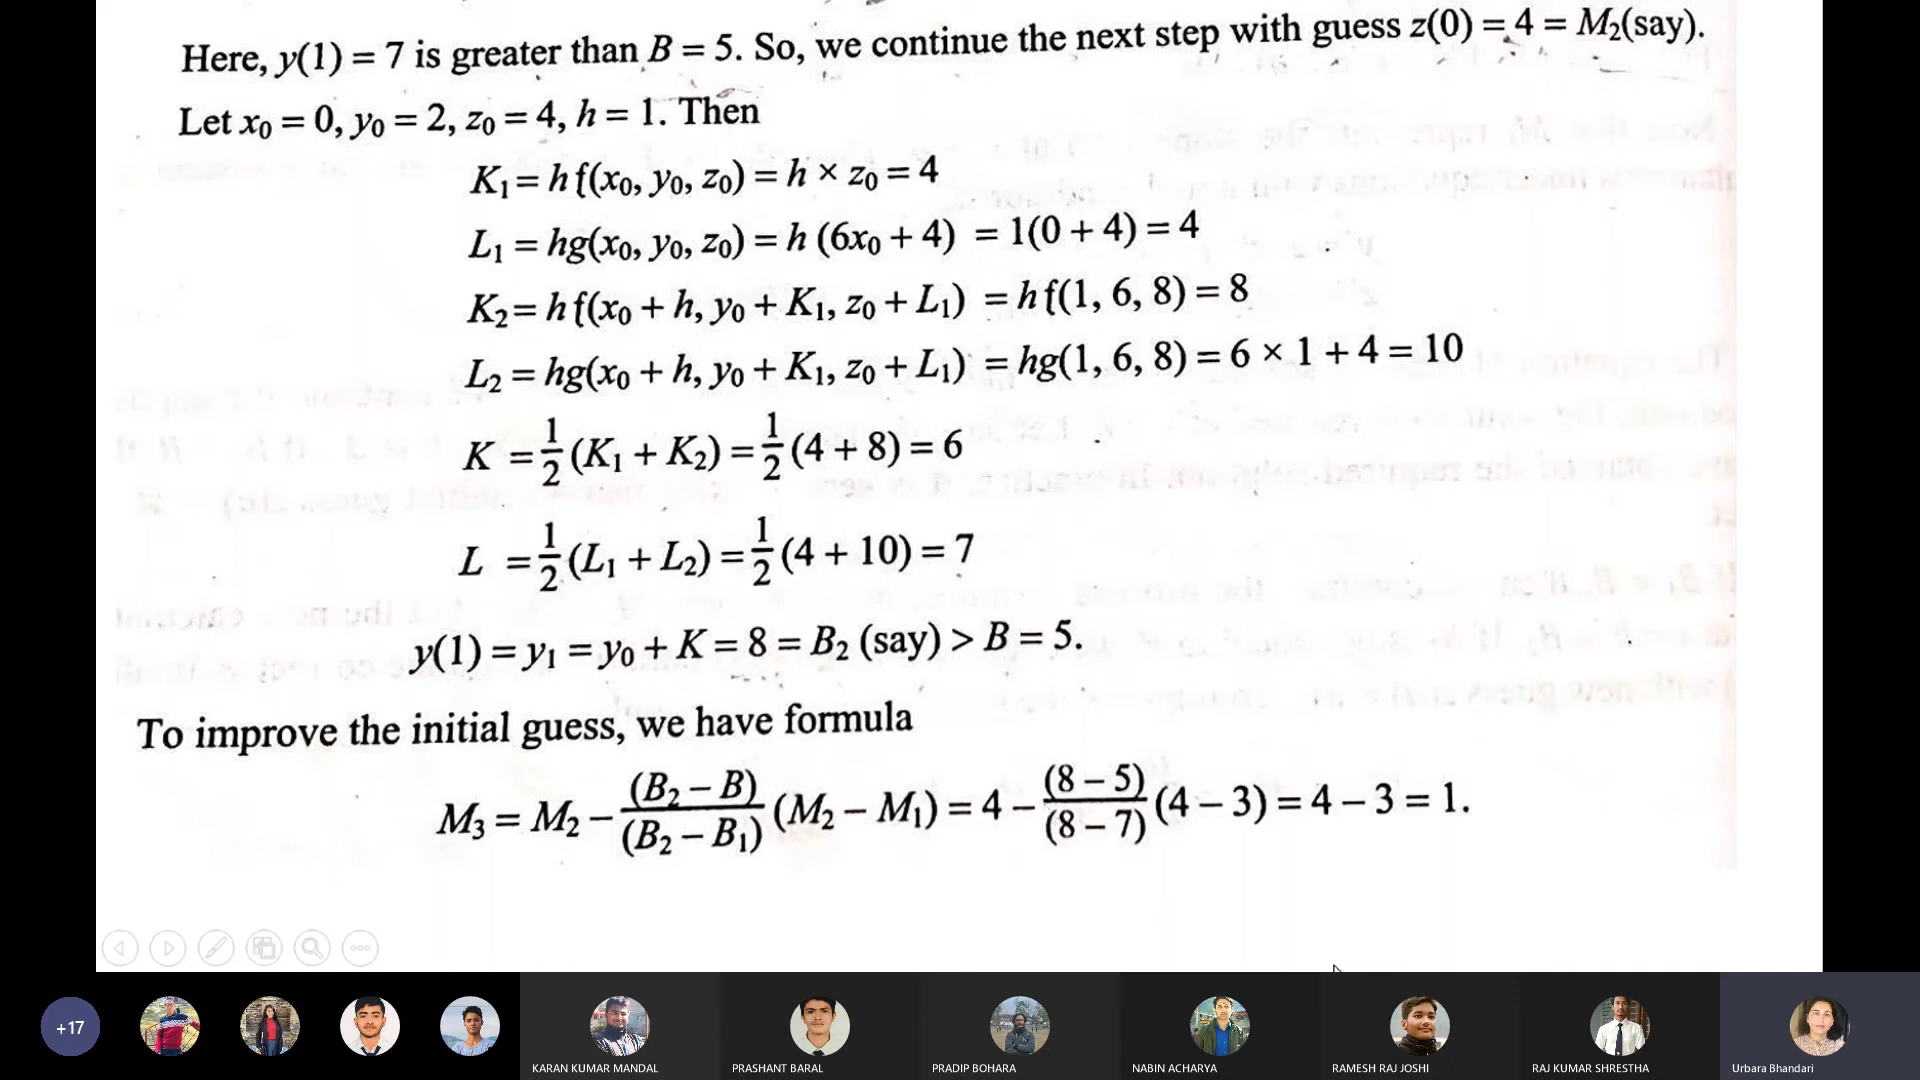 Here, y(1) = 7 is greater than B = 5. So, we continue the next step with guess z(0) = 4 = M₂(say).
Let x₀ = 0, y₀ = 2, z₀ = 4, h = 1. Then
K₁ = h f(x₀, y₀, z₀) = h × z₀ = 4
L₁ = hg(x₀, y₀, z₀) = h (6x₀ + 4) = 1(0 + 4) = 4
K₂ = h f(x₀ + h, y₀ + K₁, z₀ + L₁) = h f(1, 6, 8) = 8
L₂ = hg(x₀ + h, y₀ + K₁, z₀ + L₁) = hg(1, 6, 8) = 6 × 1 + 4 = 10
K = 1/2 (K₁ + K₂) = 1/2 (4 + 8) = 6
L = 1/2 (L₁ + L₂) = 1/2 (4 + 10) = 7
y(1) = y₁ = y₀ + K = 8 = B₂ (say) > B = 5.
To improve the initial guess, we have formula
M₃ = M₂ – (B₂ – B)/(B₂ – B₁) (M₂ – M₁) = 4 – (8 – 5)/(8 – 7) (4 – 3) = 4 – 3 = 1.
+17
KARAN KUMAR MANDAL
PRASHANT BARAL
PRADIP BOHARA
NABIN ACHARYA
RAMESH RAJ JOSHI
RAJ KUMAR SHRESTHA
Urbara Bhandari